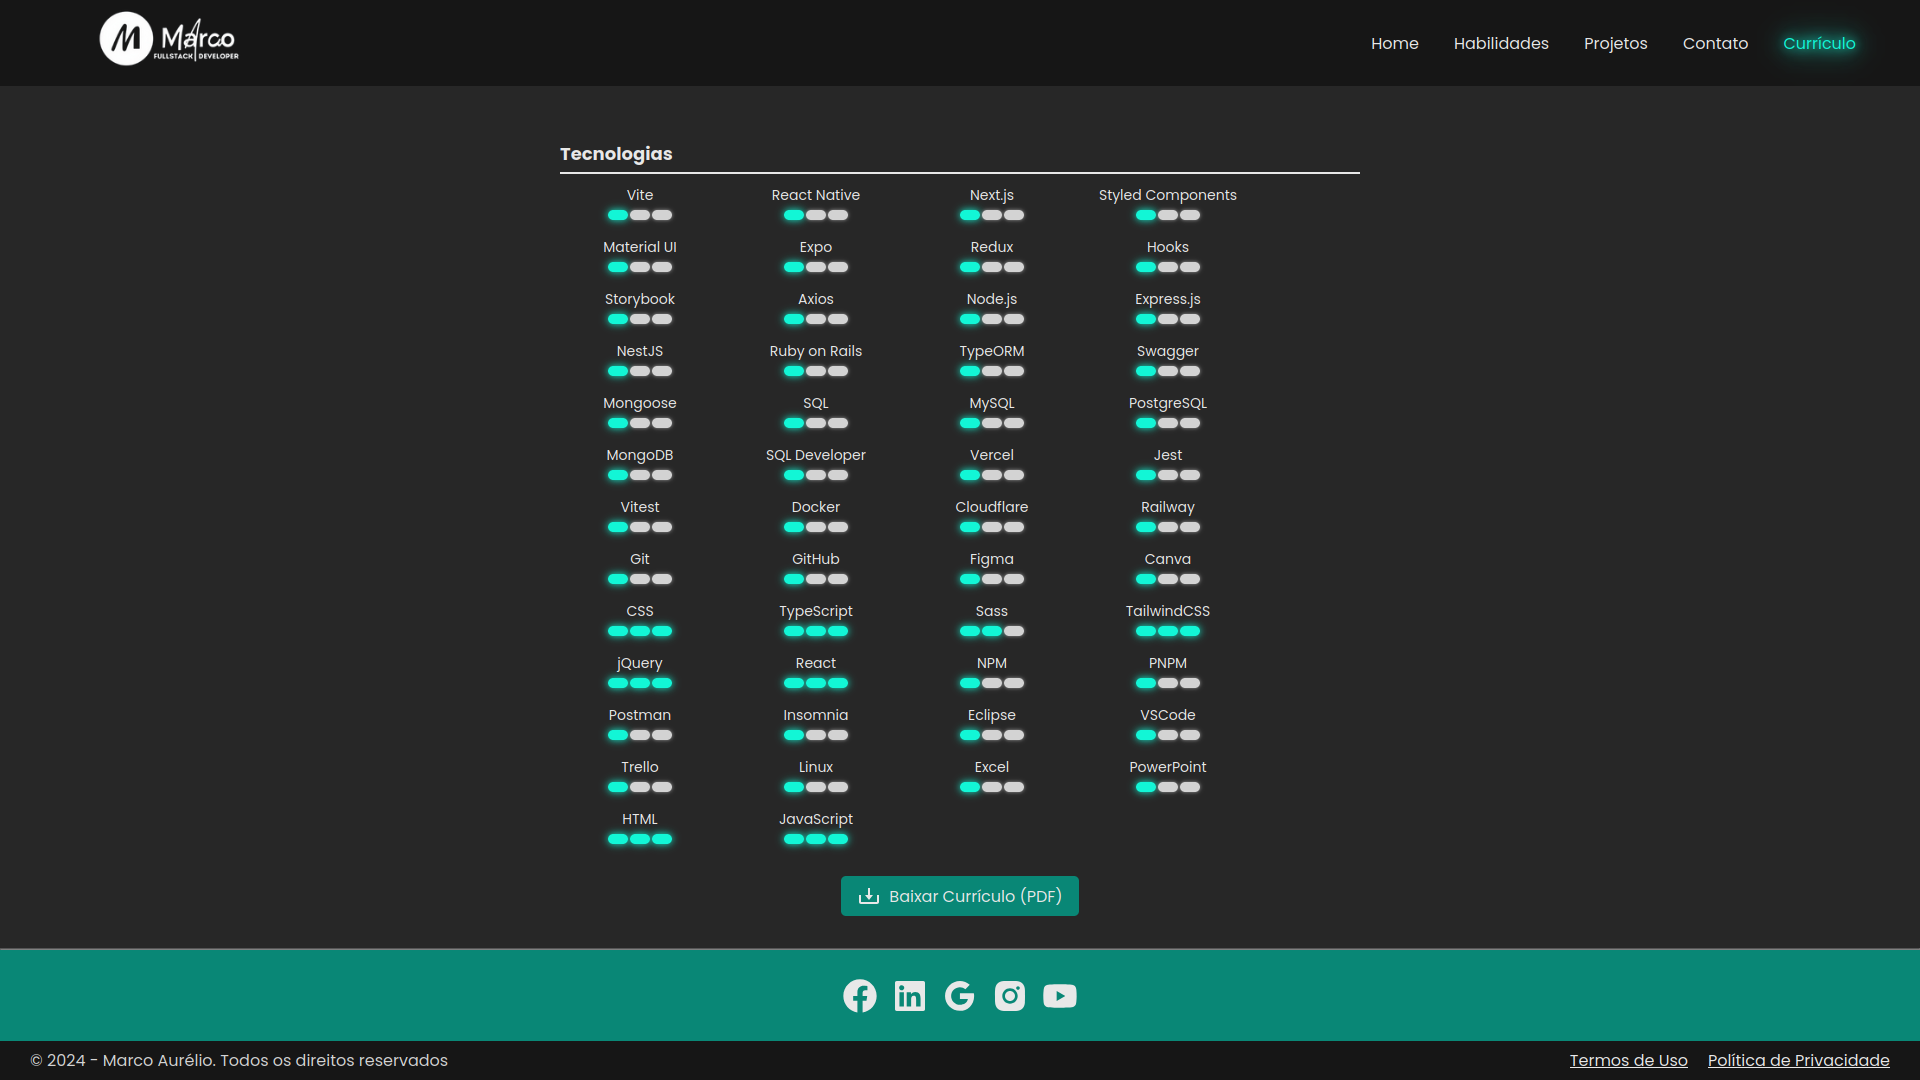 M Marco
FULLSTACK DEVELOPER
Home Habilidades Projetos Contato Currículo
Tecnologias
Vite React Native Next.js Styled Components
Material UI Expo Redux Hooks
Storybook Axios Node.js Express.js
NestJS Ruby on Rails TypeORM Swagger
Mongoose SQL MySQL PostgreSQL
MongoDB SQL Developer Vercel Jest
Vitest Docker Cloudflare Railway
Git GitHub Figma Canva
CSS TypeScript Sass TailwindCSS
jQuery React NPM PNPM
Postman Insomnia Eclipse VSCode
Trello Linux Excel PowerPoint
HTML JavaScript
Baixar Currículo (PDF)
© 2024 - Marco Aurélio. Todos os direitos reservados
Termos de Uso Política de Privacidade